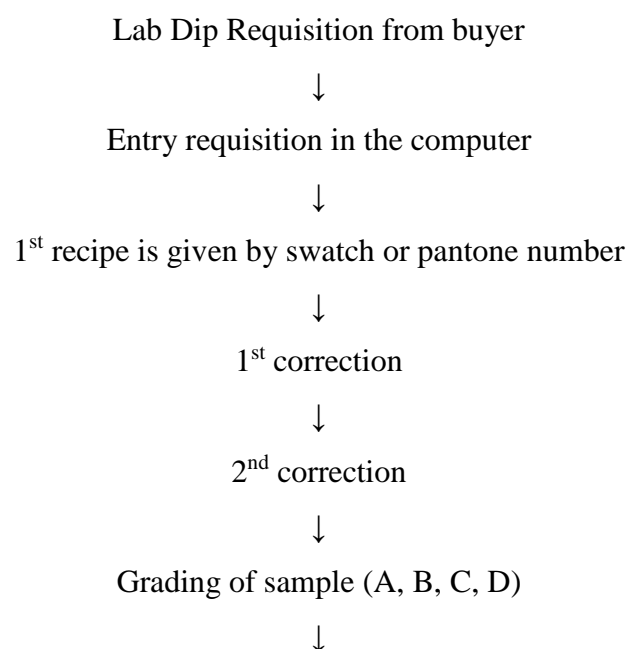 Lab Dip Requisition from buyer
↓
Entry requisition in the computer
↓
1st recipe is given by swatch or pantone number
↓
1st correction
↓
2nd correction
↓
Grading of sample (A, B, C, D)
↓